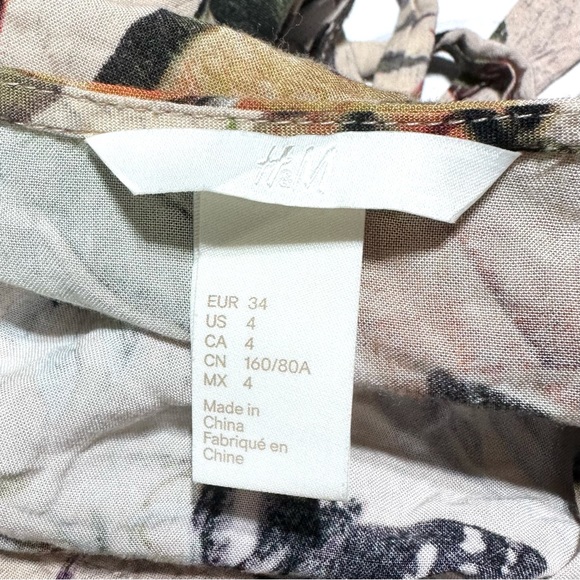 H&M
EUR 34
US 4
CA 4
CN 160/80A
MX 4
Made in
China
Fabriqué en
Chine